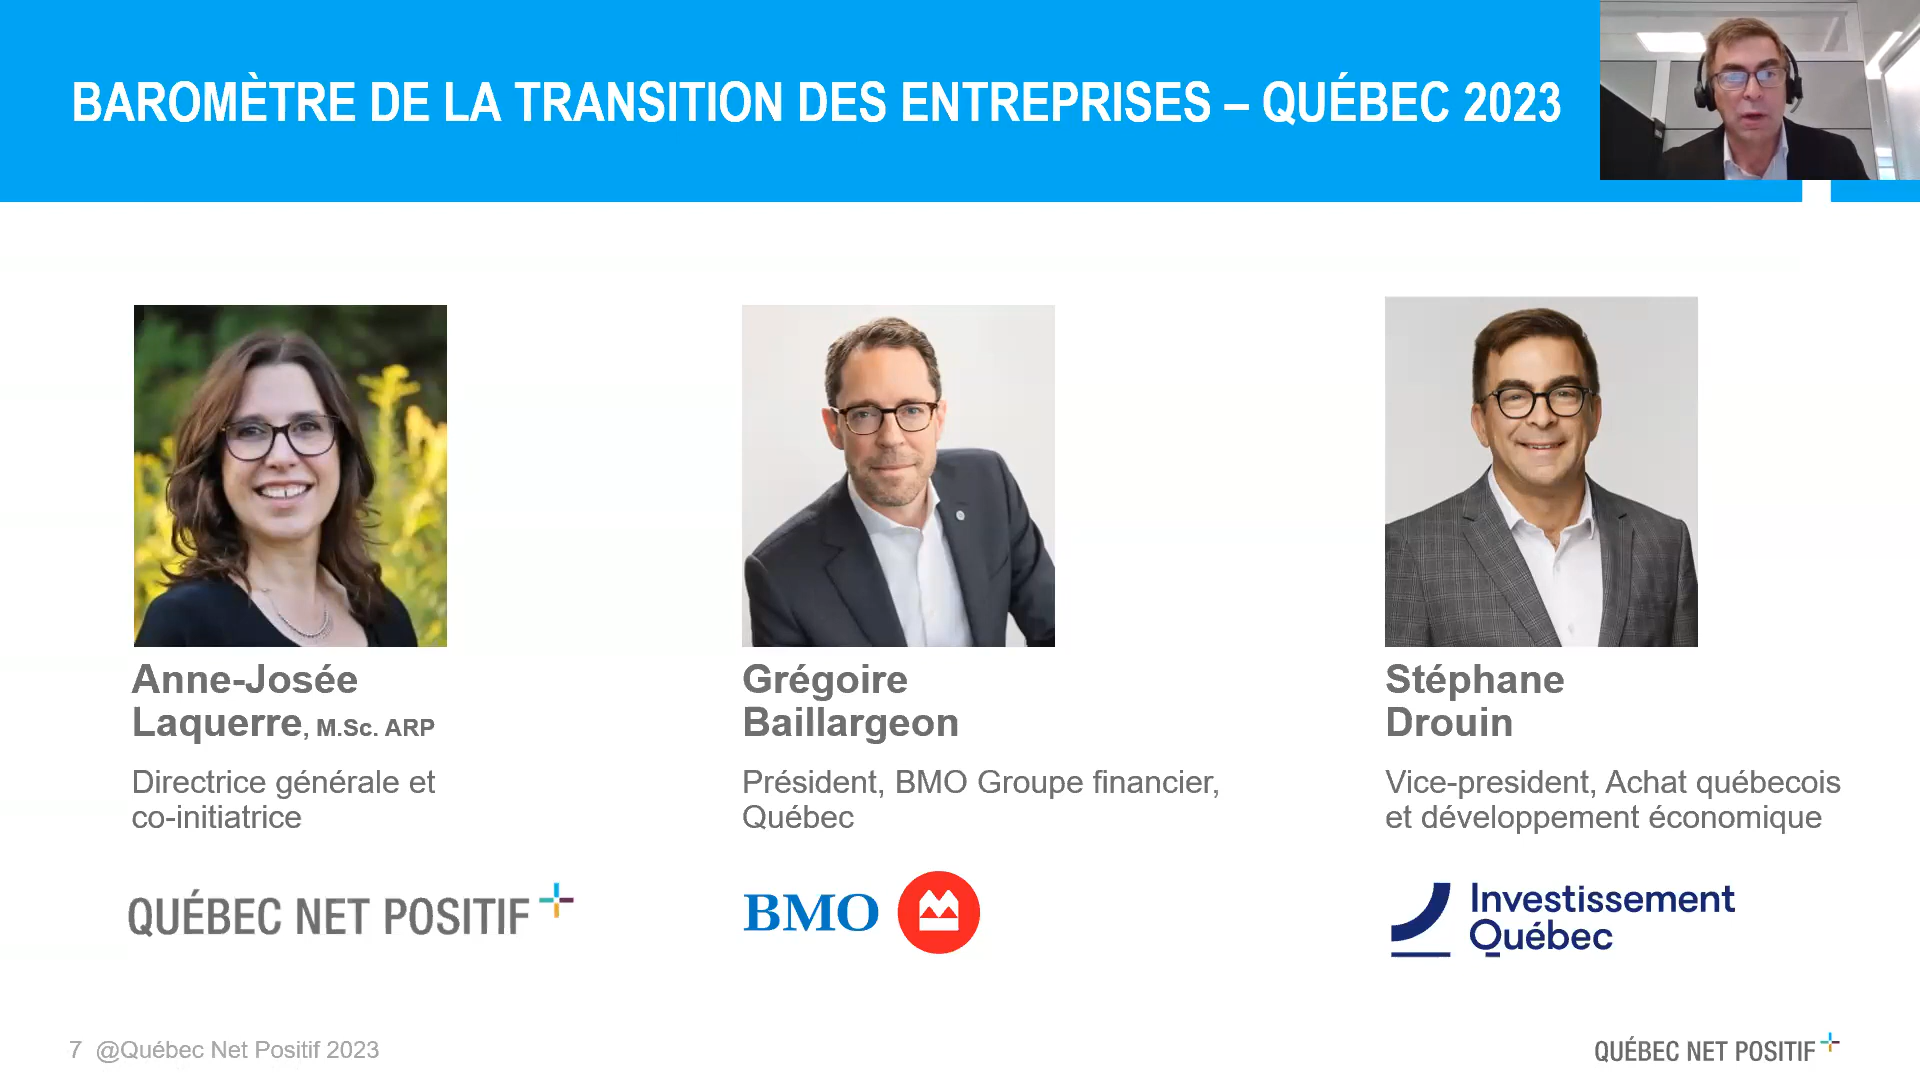 BAROMÈTRE DE LA TRANSITION DES ENTREPRISES – QUÉBEC 2023
Anne-Josée
Laquerre, M.Sc. ARP
Directrice générale et
co-initiatrice
QUÉBEC NET POSITIF
Grégoire
Baillargeon
Président, BMO Groupe financier,
Québec
BMO
Stéphane
Drouin
Vice-president, Achat québecois
et développement économique
Investissement
Québec
7 @Québec Net Positif 2023
QUÉBEC NET POSITIF